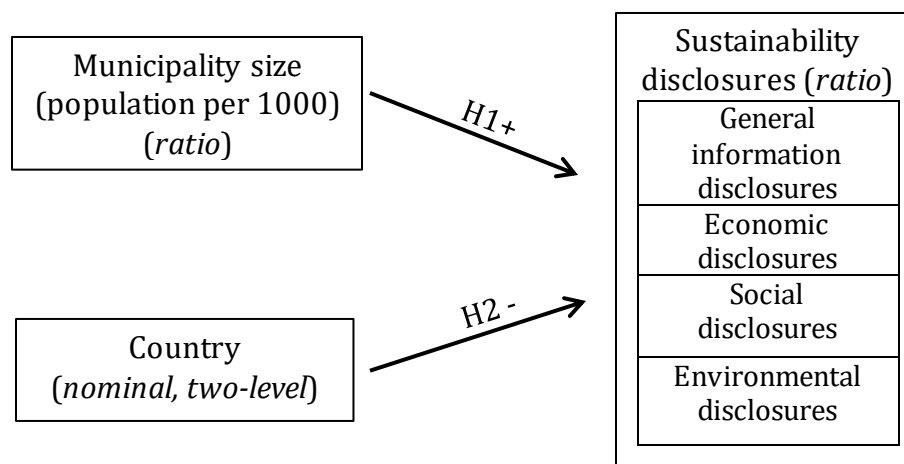 Municipality size
(population per 1000)
(ratio)
H1+
Country
(nominal, two-level)
H2 -
Sustainability
disclosures (ratio)
General
information
disclosures
Economic
disclosures
Social
disclosures
Environmental
disclosures